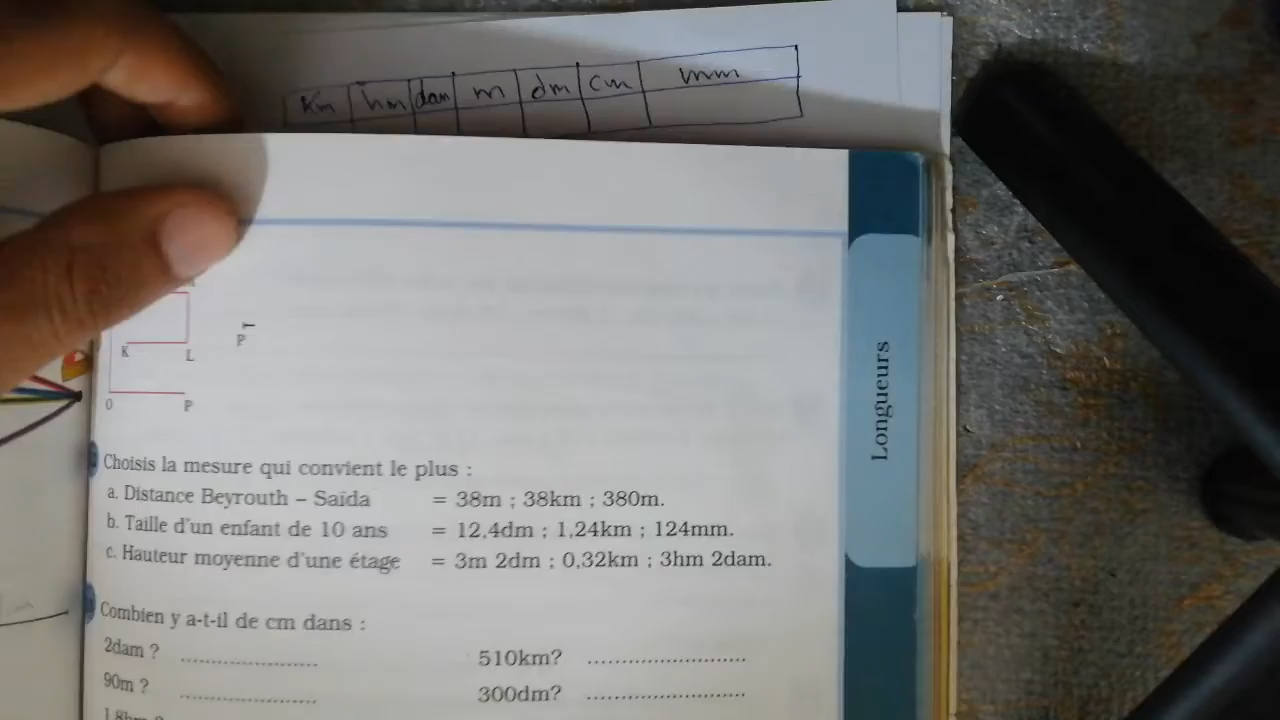 Km hm dam m dm cm mm
K L P
O P
Longueurs
Choisis la mesure qui convient le plus :
a. Distance Beyrouth – Saïda = 38m ; 38km ; 380m.
b. Taille d'un enfant de 10 ans = 12,4dm ; 1,24km ; 124mm.
c. Hauteur moyenne d'une étage = 3m 2dm ; 0,32km ; 3hm 2dam.
Combien y a-t-il de cm dans :
2dam ? .......................... 510km? ..........................
90m ? .......................... 300dm? ..........................